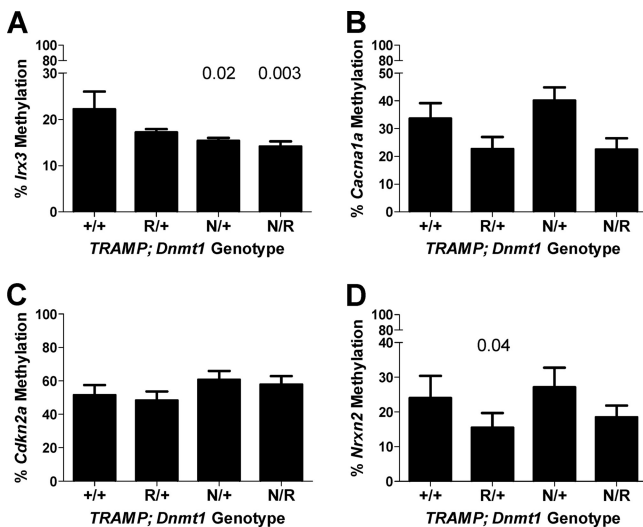 A
% Irx3 Methylation
100
80
30
20
10
0
0.02 0.003
+/+ R/+ N/+ N/R
TRAMP; Dnmt1 Genotype
B
% Cacna1a Methylation
100
80
50
40
30
20
10
0
+/+ R/+ N/+ N/R
TRAMP; Dnmt1 Genotype
C
% Cdkn2a Methylation
100
80
60
40
20
0
+/+ R/+ N/+ N/R
TRAMP; Dnmt1 Genotype
D
% Nrxn2 Methylation
100
80
40
30
20
10
0
0.04
+/+ R/+ N/+ N/R
TRAMP; Dnmt1 Genotype